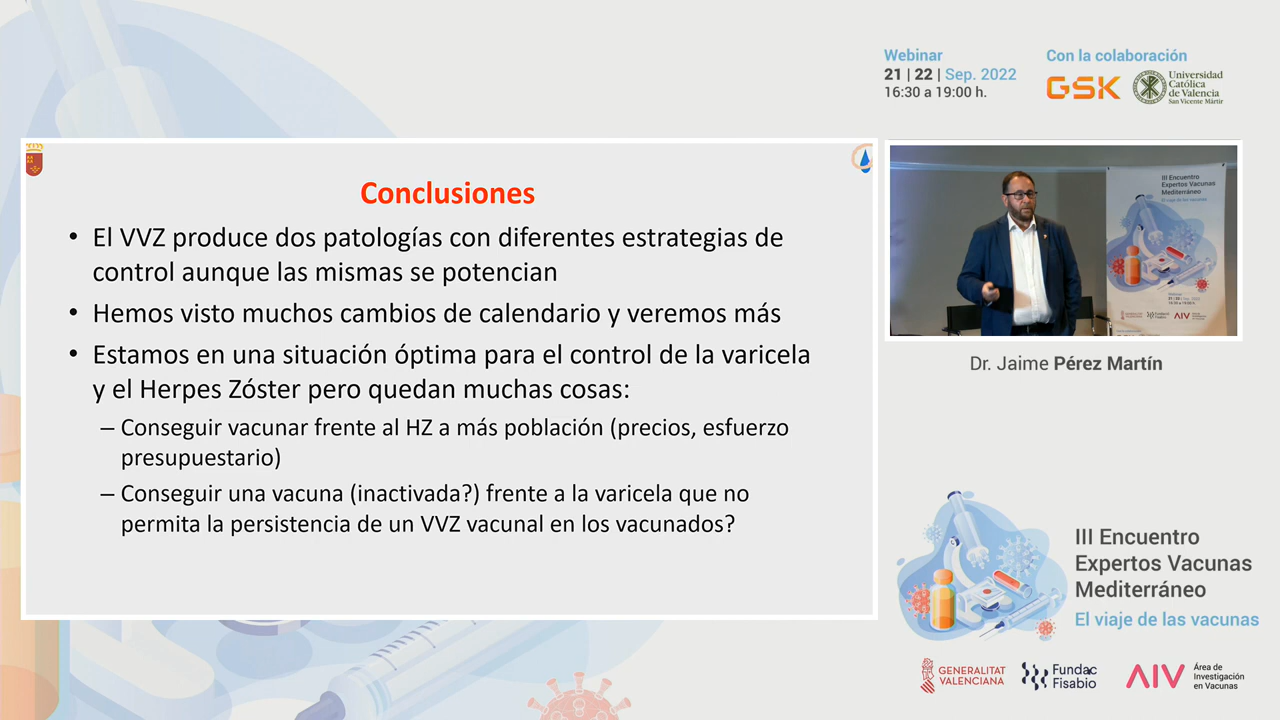 Webinar
21 | 22 | Sep. 2022
16:30 a 19:00 h.
Con la colaboración
GSK
Universidad
Católica
de Valencia
San Vicente Mártir
Conclusiones
• El VVZ produce dos patologías con diferentes estrategias de
control aunque las mismas se potencian
• Hemos visto muchos cambios de calendario y veremos más
• Estamos en una situación óptima para el control de la varicela
y el Herpes Zóster pero quedan muchas cosas:
– Conseguir vacunar frente al HZ a más población (precios, esfuerzo
presupuestario)
– Conseguir una vacuna (inactivada?) frente a la varicela que no
permita la persistencia de un VVZ vacunal en los vacunados?
III Encuentro
Expertos Vacunas
Mediterráneo
El viaje de las vacunas
Dr. Jaime Pérez Martín
III Encuentro
Expertos Vacunas
Mediterráneo
El viaje de las vacunas
GENERALITAT
VALENCIANA
Fundac
Fisabio
AIV
Área de
Investigación
en Vacunas